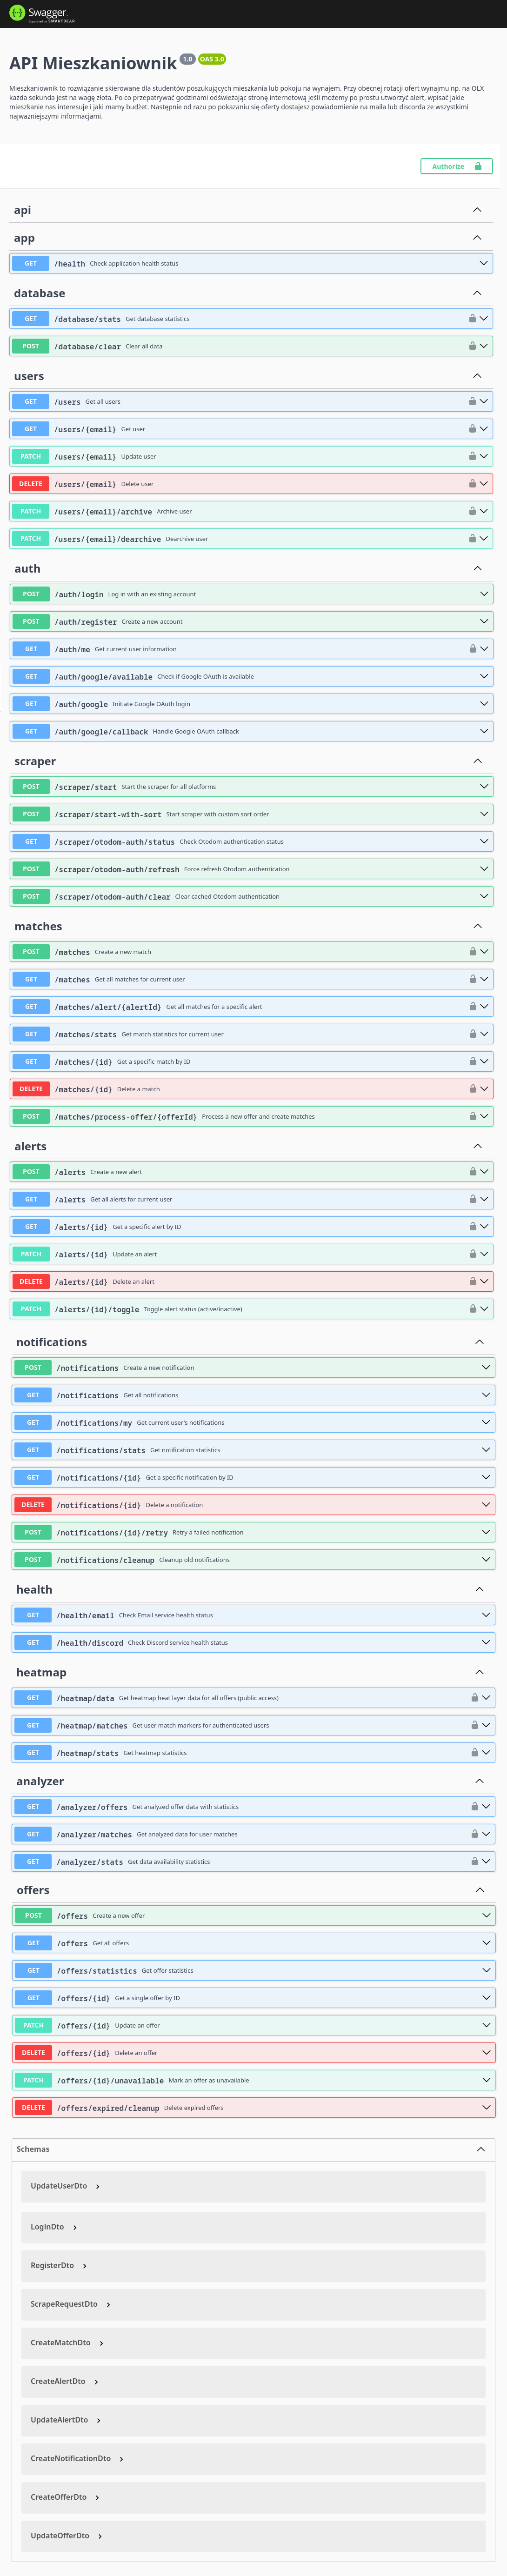 Swagger
Supported by SMARTBEAR
API Mieszkaniownik 1.0 OAS 3.0
Mieszkaniownik to rozwiązanie skierowane dla studentów poszukujących mieszkania lub pokoju na wynajem. Przy obecnej rotacji ofert wynajmu np. na OLX
każda sekunda jest na wagę złota. Po co przepatrywać godzinami odświeżając stronę internetową jeśli możemy po prostu utworzyć alert, wpisać jakie
mieszkanie nas interesuje i jaki mamy budżet. Następnie od razu po pokazaniu się oferty dostajesz powiadomienie na maila lub discorda ze wszystkimi
najważniejszymi informacjami.
Authorize
api
app
GET /health Check application health status
database
GET /database/stats Get database statistics
POST /database/clear Clear all data
users
GET /users Get all users
GET /users/{email} Get user
PATCH /users/{email} Update user
DELETE /users/{email} Delete user
PATCH /users/{email}/archive Archive user
PATCH /users/{email}/dearchive Dearchive user
auth
POST /auth/login Log in with an existing account
POST /auth/register Create a new account
GET /auth/me Get current user information
GET /auth/google/available Check if Google OAuth is available
GET /auth/google Initiate Google OAuth login
GET /auth/google/callback Handle Google OAuth callback
scraper
POST /scraper/start Start the scraper for all platforms
POST /scraper/start-with-sort Start scraper with custom sort order
GET /scraper/otodom-auth/status Check Otodom authentication status
POST /scraper/otodom-auth/refresh Force refresh Otodom authentication
POST /scraper/otodom-auth/clear Clear cached Otodom authentication
matches
POST /matches Create a new match
GET /matches Get all matches for current user
GET /matches/alert/{alertId} Get all matches for a specific alert
GET /matches/stats Get match statistics for current user
GET /matches/{id} Get a specific match by ID
DELETE /matches/{id} Delete a match
POST /matches/process-offer/{offerId} Process a new offer and create matches
alerts
POST /alerts Create a new alert
GET /alerts Get all alerts for current user
GET /alerts/{id} Get a specific alert by ID
PATCH /alerts/{id} Update an alert
DELETE /alerts/{id} Delete an alert
PATCH /alerts/{id}/toggle Toggle alert status (active/inactive)
notifications
POST /notifications Create a new notification
GET /notifications Get all notifications
GET /notifications/my Get current user's notifications
GET /notifications/stats Get notification statistics
GET /notifications/{id} Get a specific notification by ID
DELETE /notifications/{id} Delete a notification
POST /notifications/{id}/retry Retry a failed notification
POST /notifications/cleanup Cleanup old notifications
health
GET /health/email Check Email service health status
GET /health/discord Check Discord service health status
heatmap
GET /heatmap/data Get heatmap heat layer data for all offers (public access)
GET /heatmap/matches Get user match markers for authenticated users
GET /heatmap/stats Get heatmap statistics
analyzer
GET /analyzer/offers Get analyzed offer data with statistics
GET /analyzer/matches Get analyzed data for user matches
GET /analyzer/stats Get data availability statistics
offers
POST /offers Create a new offer
GET /offers Get all offers
GET /offers/statistics Get offer statistics
GET /offers/{id} Get a single offer by ID
PATCH /offers/{id} Update an offer
DELETE /offers/{id} Delete an offer
PATCH /offers/{id}/unavailable Mark an offer as unavailable
DELETE /offers/expired/cleanup Delete expired offers
Schemas
UpdateUserDto
LoginDto
RegisterDto
ScrapeRequestDto
CreateMatchDto
CreateAlertDto
UpdateAlertDto
CreateNotificationDto
CreateOfferDto
UpdateOfferDto